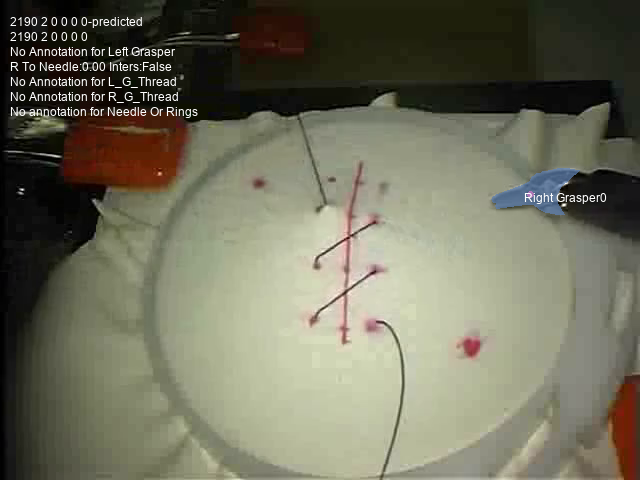 2190 2 0 0 0 0-predicted
2190 2 0 0 0 0
No Annotation for Left Grasper
R To Needle:0.00 Inters:False
No Annotation for L_G_Thread
No Annotation for R_G_Thread
No annotation for Needle Or Rings
Right Grasper0